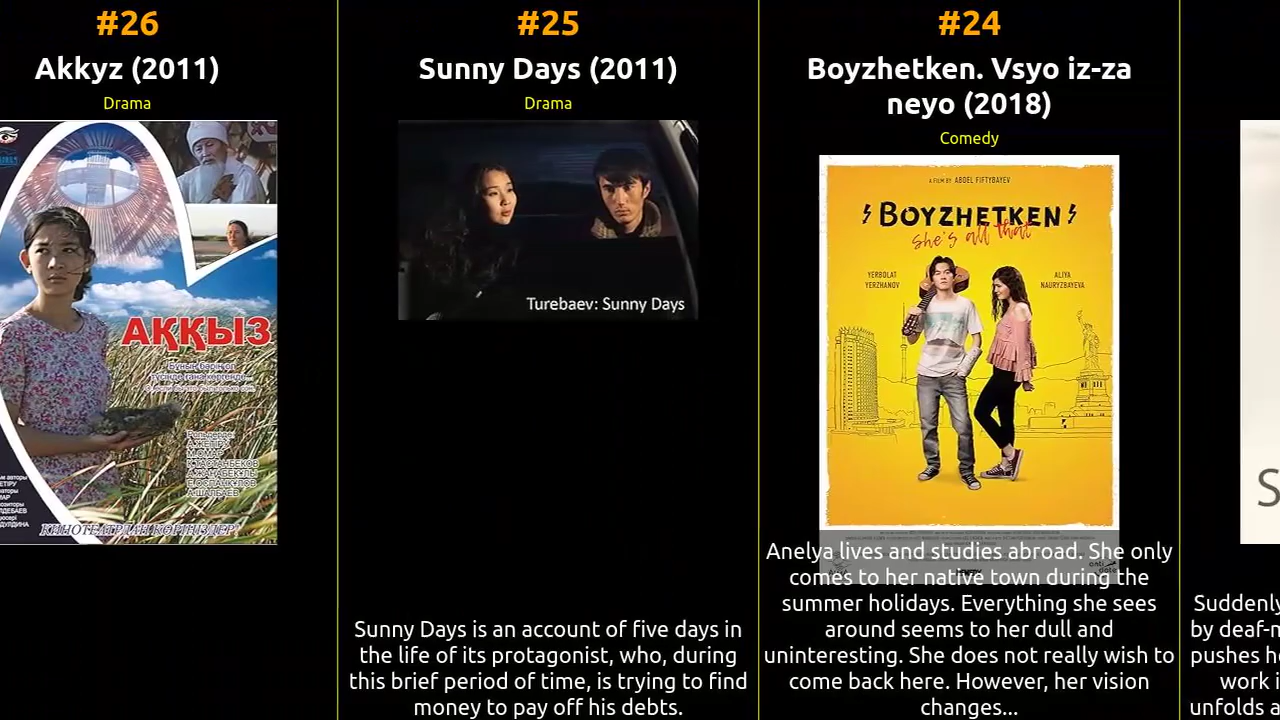 #26
Akkyz (2011)
Drama
АҚҚЫЗ
КИНОТЕАТРДАН КӨРІҢІЗДЕР!
#25
Sunny Days (2011)
Drama
Turebaev: Sunny Days
Sunny Days is an account of five days in
the life of its protagonist, who, during
this brief period of time, is trying to find
money to pay off his debts.
#24
Boyzhetken. Vsyo iz-za
neyo (2018)
Comedy
A FILM BY ABDEL FIFTYBAYEV
BOYZHETKEN
She's all that
YERBOLAT
YERZHANOV
ALIYA
NAURYZBAYEVA
Anelya lives and studies abroad. She only
comes to her native town during the
summer holidays. Everything she sees
around seems to her dull and
uninteresting. She does not really wish to
come back here. However, her vision
changes...
S
Suddenly
by deaf-m
pushes he
work i
unfolds a